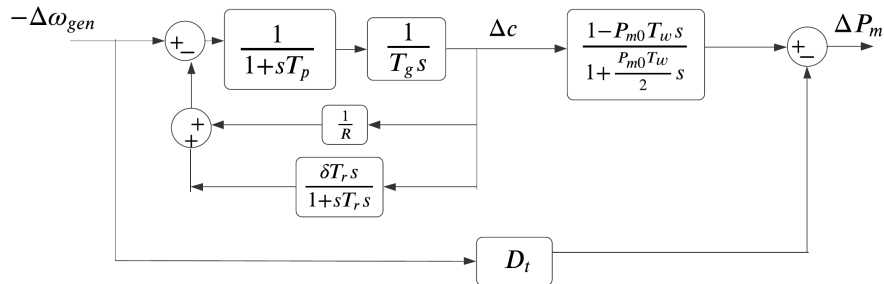 −Δω_gen
+ −
1/(1+sT_p)
1/(T_g s)
Δc
(1−P_m0 T_w s)/(1+(P_m0 T_w/2) s)
+ −
ΔP_m
+ +
1/R
δT_r s/(1+sT_r s)
D_t